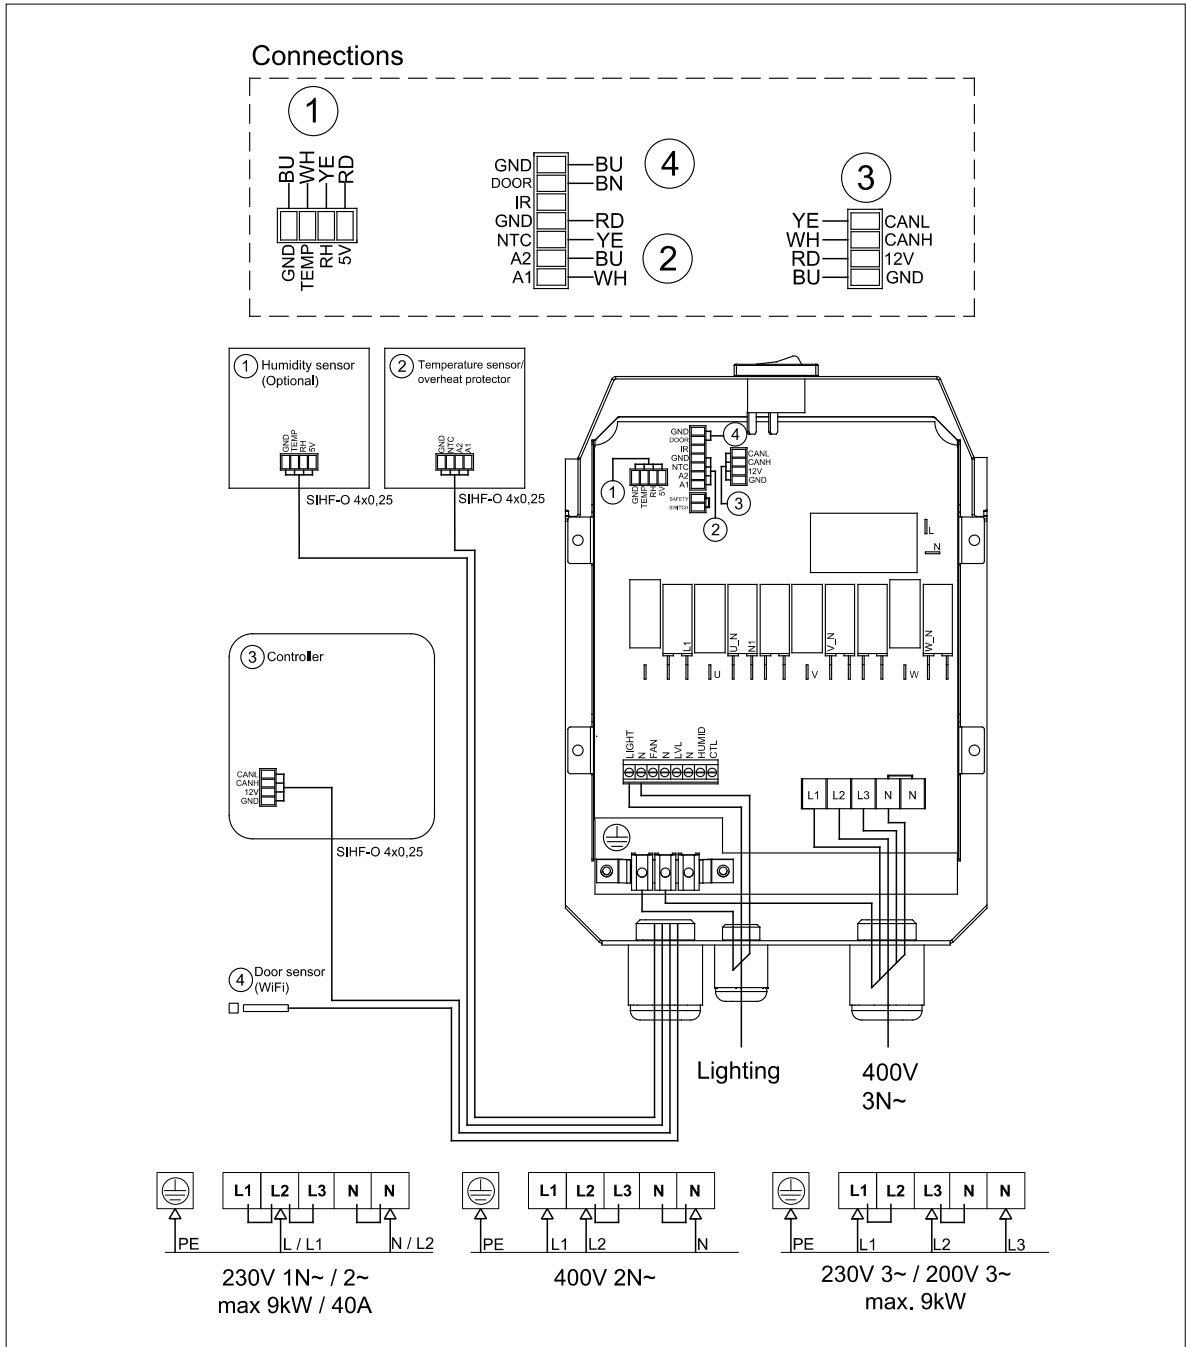 Connections
1
BU
WH
YE
RD
GND
TEMP
RH
5V
GND
DOOR
IR
GND
NTC
A2
A1
BU
BN
RD
YE
BU
WH
4
2
3
YE
WH
RD
BU
CANL
CANH
12V
GND
1 Humidity sensor
(Optional)
GND
TEMP
RH
5V
SIHF-O 4x0,25
2 Temperature sensor/
overheat protector
GND
NTC
A2
A1
SIHF-O 4x0,25
GND
DOOR
IR
GND
NTC
A2
A1
SAFETY
SWITCH
4
CANL
CANH
12V
GND
1
GND
TEMP
RH
5V
3
2
L
N
L1
U_N
N1
V_N
W_N
U
V
W
3 Controller
CANL
CANH
12V
GND
SIHF-O 4x0,25
LIGHT
N
FAN
N
LVL
N
HUMID
CTL
L1 L2 L3 N N
4 Door sensor
(WiFi)
Lighting
400V
3N~
L1 L2 L3 N N
PE L / L1 N / L2
230V 1N~ / 2~
max 9kW / 40A
L1 L2 L3 N N
PE L1 L2 N
400V 2N~
L1 L2 L3 N N
PE L1 L2 L3
230V 3~ / 200V 3~
max. 9kW